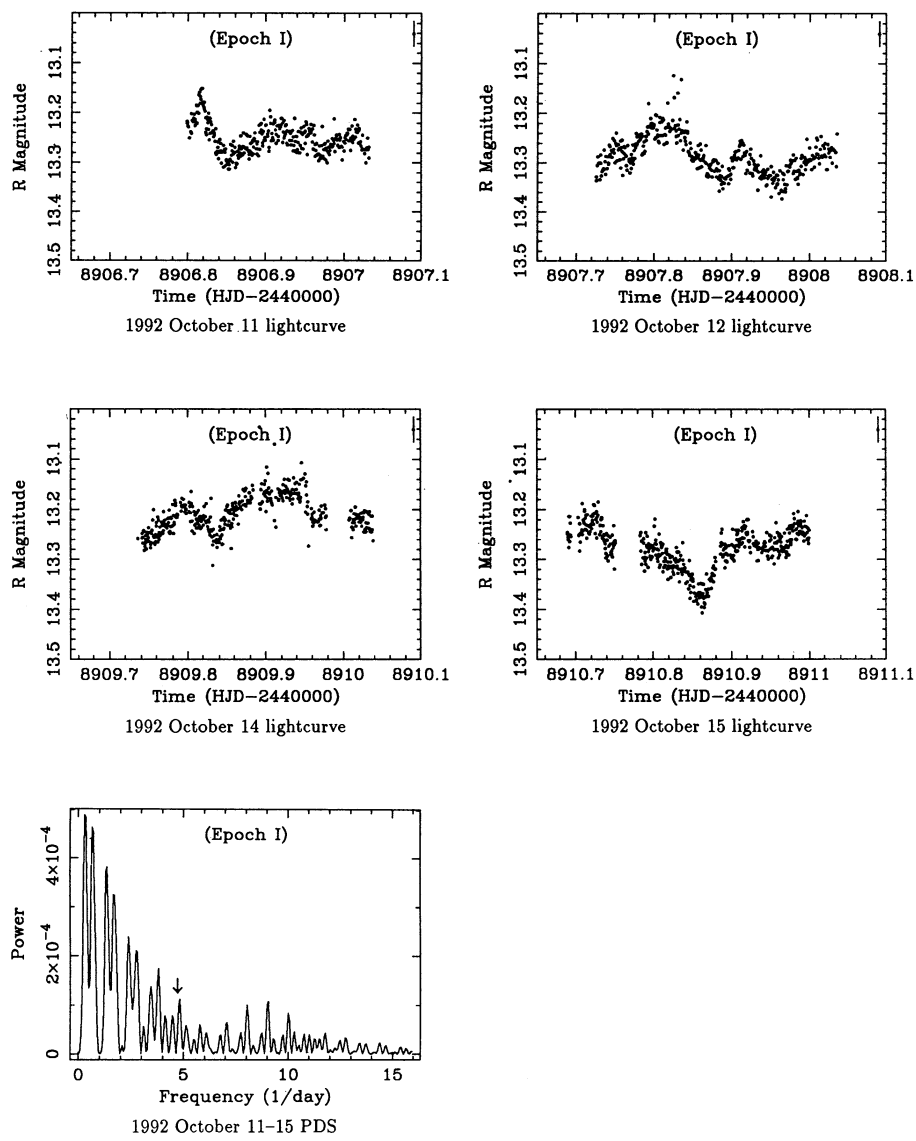 (Epoch I)
R Magnitude
13.1
13.2
13.3
13.4
13.5
8906.7 8906.8 8906.9 8907 8907.1
Time (HJD−2440000)
1992 October 11 lightcurve
(Epoch I)
R Magnitude
13.1
13.2
13.3
13.4
13.5
8907.7 8907.8 8907.9 8908 8908.1
Time (HJD−2440000)
1992 October 12 lightcurve
(Epoch I)
R Magnitude
13.1
13.2
13.3
13.4
13.5
8909.7 8909.8 8909.9 8910 8910.1
Time (HJD−2440000)
1992 October 14 lightcurve
(Epoch I)
R Magnitude
13.1
13.2
13.3
13.4
13.5
8910.7 8910.8 8910.9 8911 8911.1
Time (HJD−2440000)
1992 October 15 lightcurve
(Epoch I)
Power
4×10⁻⁴
2×10⁻⁴
0
0 5 10 15
Frequency (1/day)
1992 October 11–15 PDS